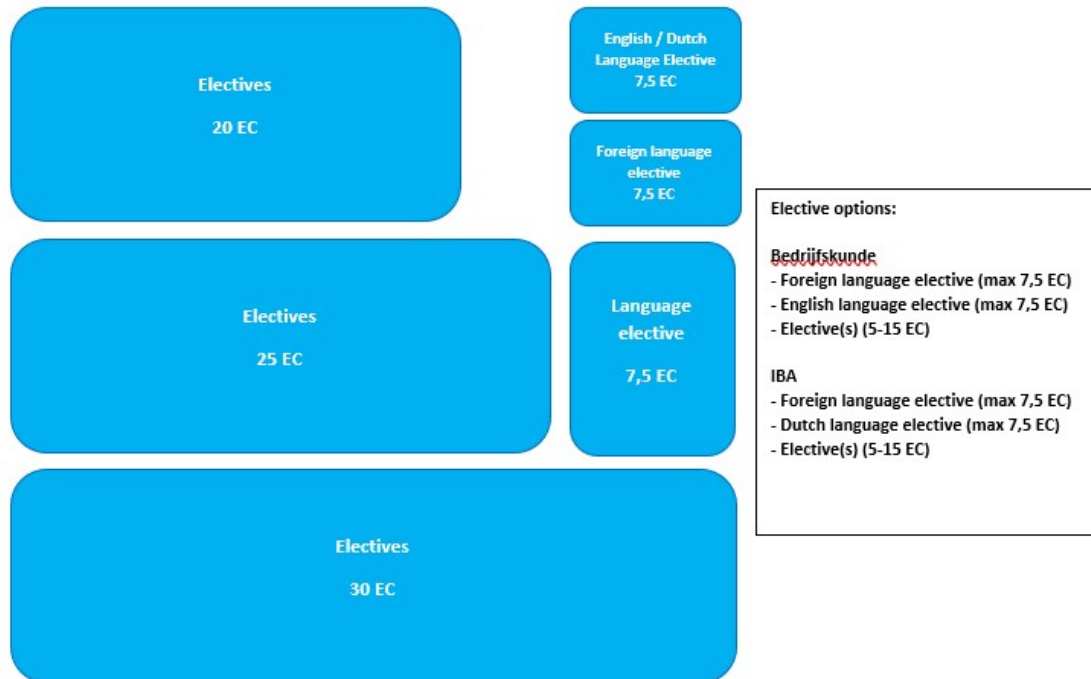 Electives
20 EC
English / Dutch
Language Elective
7,5 EC
Foreign language
elective
7,5 EC
Electives
25 EC
Language
elective
7,5 EC
Electives
30 EC
Elective options:
Bedrijfskunde
- Foreign language elective (max 7,5 EC)
- English language elective (max 7,5 EC)
- Elective(s) (5-15 EC)
IBA
- Foreign language elective (max 7,5 EC)
- Dutch language elective (max 7,5 EC)
- Elective(s) (5-15 EC)